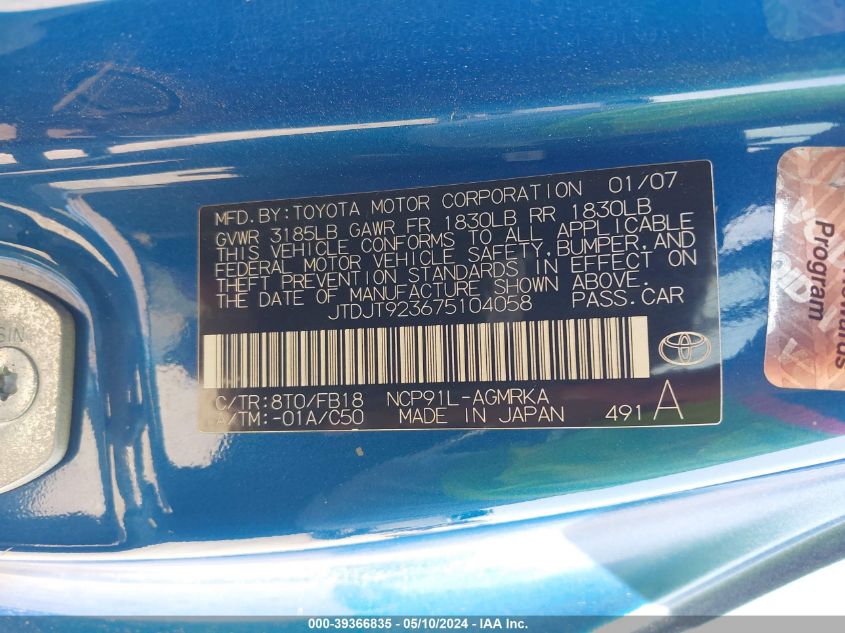 MFD. BY: TOYOTA MOTOR CORPORATION 01/07
GVWR 3185LB GAWR FR 1830LB RR 1830LB
THIS VEHICLE CONFORMS TO ALL APPLICABLE
FEDERAL MOTOR VEHICLE SAFETY, BUMPER, AND
THEFT PREVENTION STANDARDS IN EFFECT ON
THE DATE OF MANUFACTURE SHOWN ABOVE.
JTDJT923675104058 PASS.CAR
C/TR:8T0/FB18 NCP91L-AGMRKA
A/TM:-01A/C50 MADE IN JAPAN 491 A
Program
000-39366835 - 05/10/2024 - IAA, Inc.